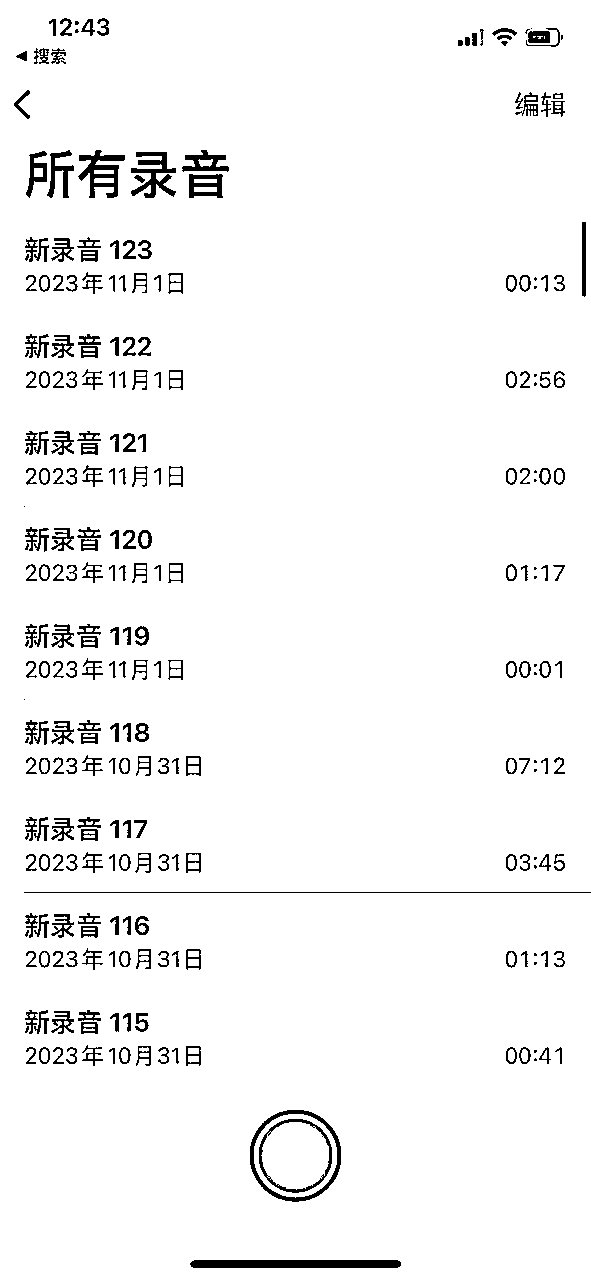 12:43
◀ 搜索
编辑
所有录音
新录音 123
2023年11月1日 00:13
新录音 122
2023年11月1日 02:56
新录音 121
2023年11月1日 02:00
新录音 120
2023年11月1日 01:17
新录音 119
2023年11月1日 00:01
新录音 118
2023年10月31日 07:12
新录音 117
2023年10月31日 03:45
新录音 116
2023年10月31日 01:13
新录音 115
2023年10月31日 00:41